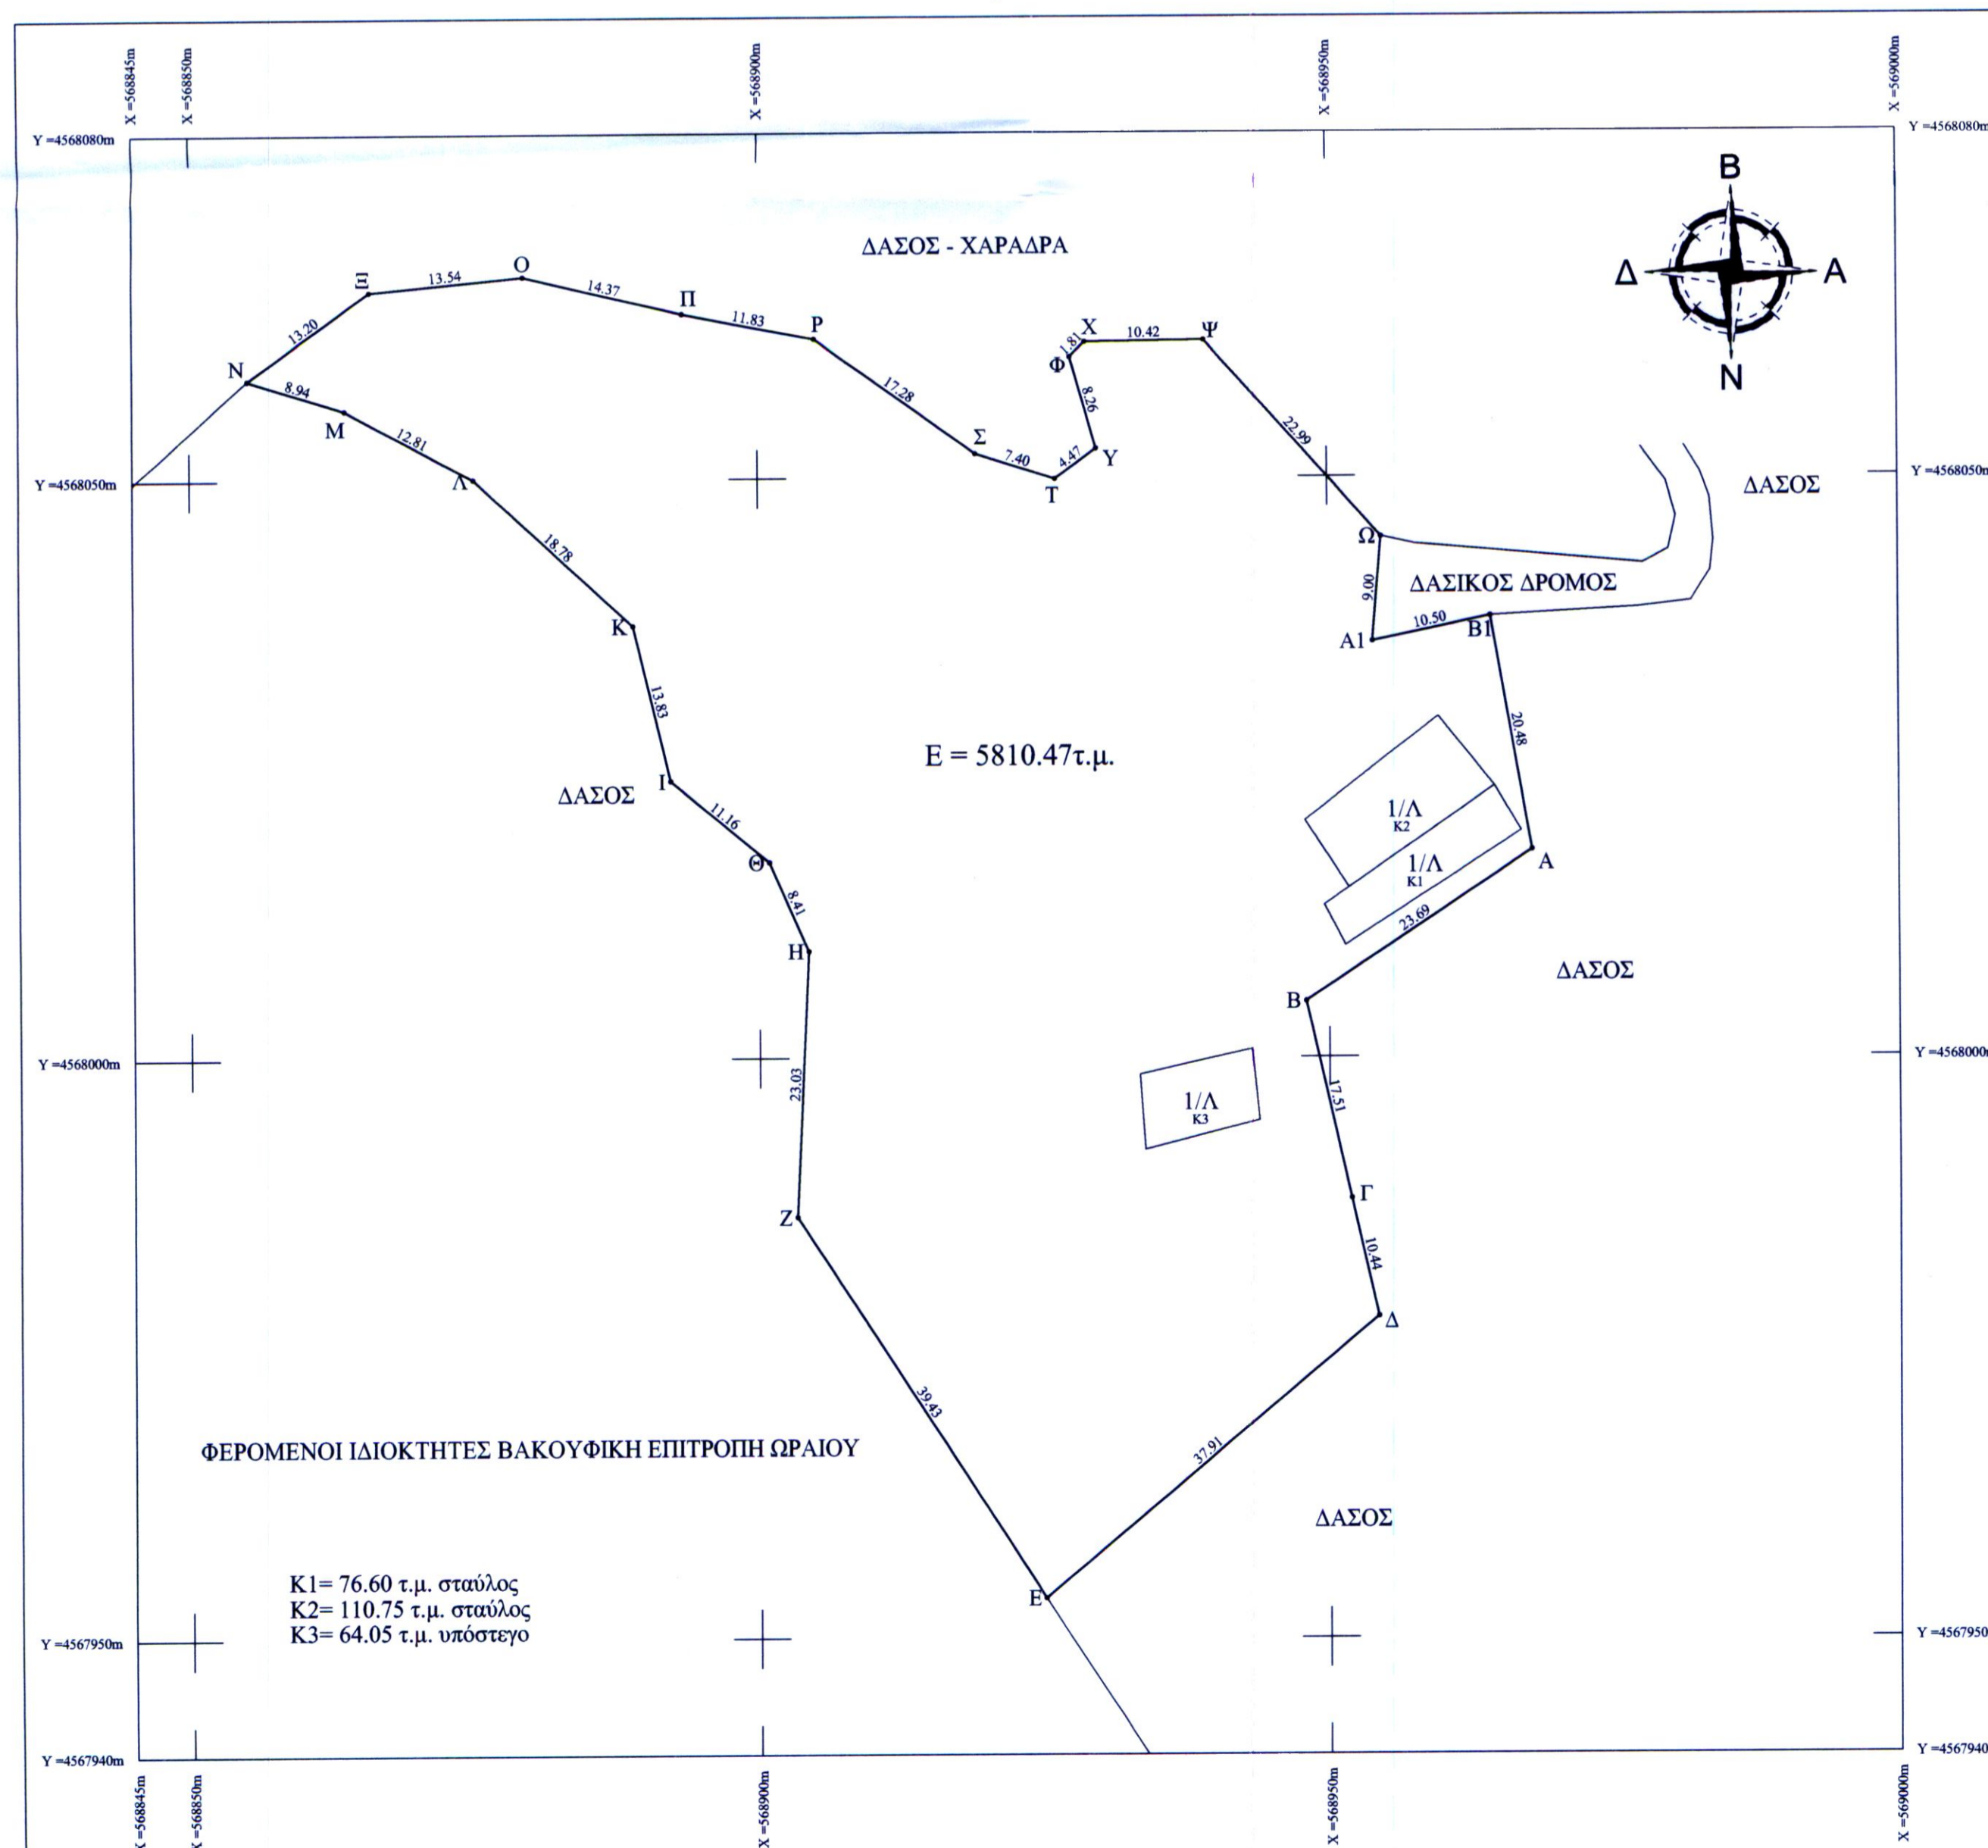 X =568845m
X =568850m
X =568900m
X =568950m
X =569000m
Y =4568080m
Y =4568080m
Β
ΔΑΣΟΣ - ΧΑΡΑΔΡΑ
Δ
Α
Ν
Ξ
13.54
Ο
14.37
Π
11.83
Ρ
13.20
Ν
8.94
Μ
12.81
Λ
17.28
Σ
7.40
Τ
4.47
Υ
8.26
Φ
1.81
Χ
10.42
Ψ
22.99
Y =4568050m
Y =4568050m
ΔΑΣΟΣ
Ω
18.78
9.00
ΔΑΣΙΚΟΣ ΔΡΟΜΟΣ
Κ
Α1
10.50
Β1
13.83
20.48
Ε = 5810.47τ.μ.
Ι
ΔΑΣΟΣ
11.16
1/Λ
Κ2
Θ
1/Λ
Κ1
Α
8.41
23.69
Η
ΔΑΣΟΣ
Β
Y =4568000m
Y =4568000m
23.03
17.51
1/Λ
Κ3
Ζ
Γ
10.44
Δ
39.43
37.91
ΦΕΡΟΜΕΝΟΙ ΙΔΙΟΚΤΗΤΕΣ ΒΑΚΟΥΦΙΚΗ ΕΠΙΤΡΟΠΗ ΩΡΑΙΟΥ
ΔΑΣΟΣ
Κ1= 76.60 τ.μ. σταύλος
Κ2= 110.75 τ.μ. σταύλος
Κ3= 64.05 τ.μ. υπόστεγο
Ε
Y =4567950m
Y =4567950
Y =4567940m
Y =4567940
X =568845m
X =568850m
X =568900m
X =568950m
X =569000m